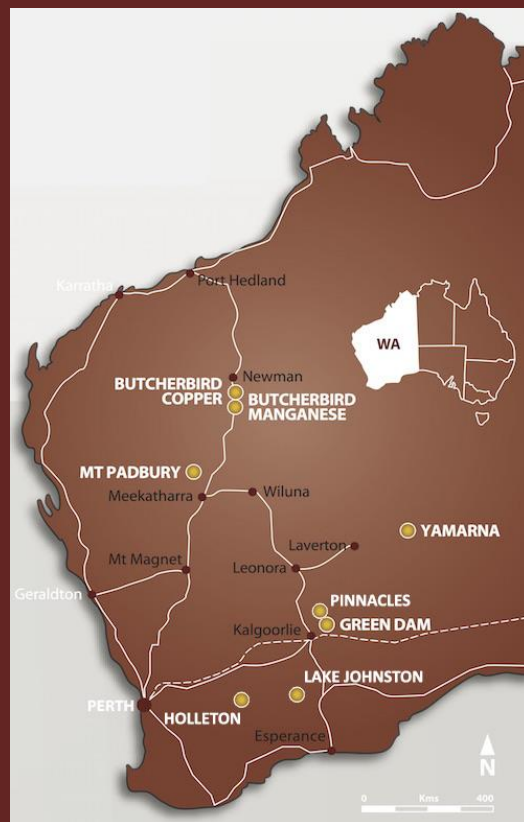 Port Hedland
Karratha
WA
Newman
BUTCHERBIRD
COPPER
BUTCHERBIRD
MANGANESE
MT PADBURY
Wiluna
Meekatharra
YAMARNA
Laverton
Mt Magnet
Leonora
Geraldton
PINNACLES
GREEN DAM
Kalgoorlie
LAKE JOHNSTON
PERTH
HOLLETON
Esperance
N
0 Kms 400